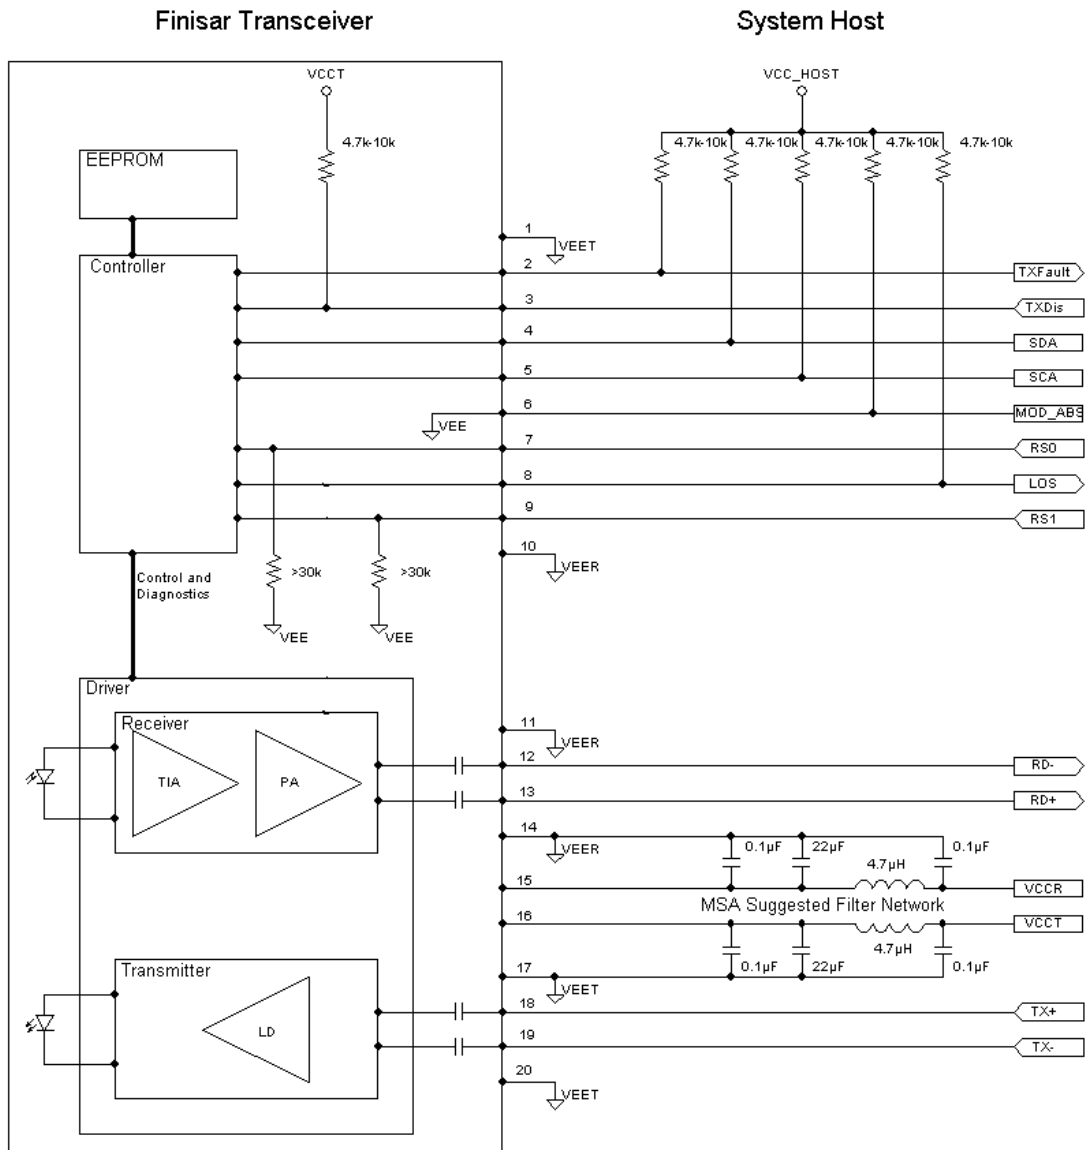 Finisar Transceiver
System Host
VCCT
VCC_HOST
4.7k-10k
4.7k-10k
4.7k-10k
4.7k-10k
4.7k-10k
4.7k-10k
EEPROM
1
VEET
Controller
2
TXFault
3
TXDis
4
SDA
5
SCA
6
VEE
MOD_ABS
7
RS0
8
LOS
9
RS1
10
VEER
Control and
Diagnostics
>30k
>30k
VEE
VEE
Driver
Receiver
TIA
PA
11
VEER
12
RD-
13
RD+
14
VEER
0.1µF
22µF
4.7µH
0.1µF
15
VCCR
MSA Suggested Filter Network
16
VCCT
4.7µH
0.1µF
22µF
0.1µF
17
VEET
Transmitter
LD
18
TX+
19
TX-
20
VEET